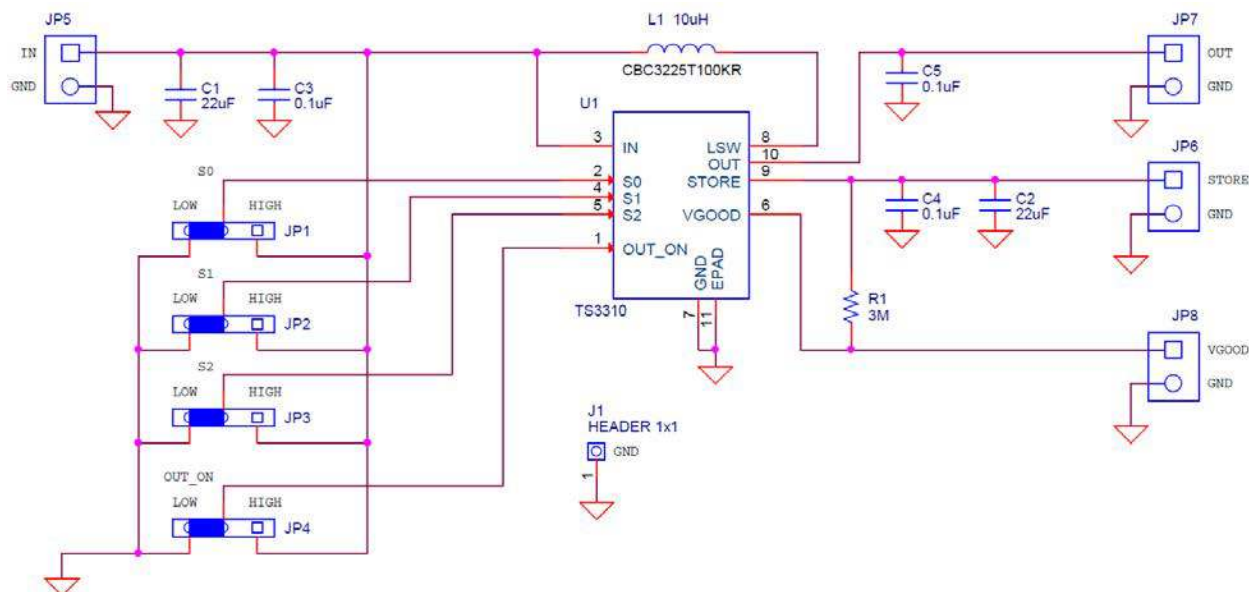 JP5
IN
GND
C1
22uF
C3
0.1uF
L1 10uH
CBC3225T100KR
C5
0.1uF
JP7
OUT
GND
U1
3
IN
2
S0
4
S1
5
S2
1
OUT_ON
LSW
8
OUT
10
STORE
9
VGOOD
6
GND
EPAD
7
11
TS3310
C4
0.1uF
C2
22uF
R1
3M
JP6
STORE
GND
JP8
VGOOD
GND
S0
LOW HIGH
JP1
S1
LOW HIGH
JP2
S2
LOW HIGH
JP3
OUT_ON
LOW HIGH
JP4
J1
HEADER 1x1
GND
1